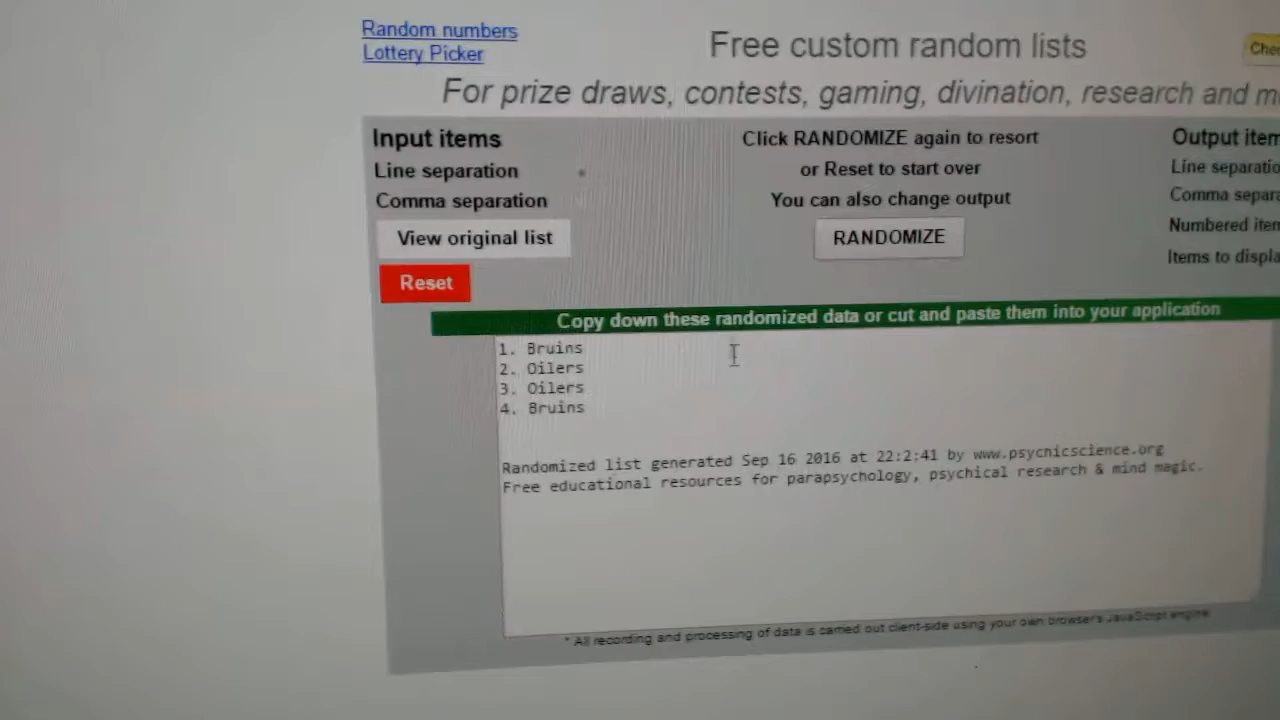 Random numbers
Lottery Picker
Free custom random lists
For prize draws, contests, gaming, divination, research and
Input items
Line separation
Comma separation
View original list
Reset
Click RANDOMIZE again to resort
or Reset to start over
You can also change output
RANDOMIZE
Output
Line
Comma
Numbered
Items to
Copy down these randomized data or cut and paste them into your application
1. Bruins
2. Oilers
3. Oilers
4. Bruins
Randomized list generated Sep 16 2016 at 22:2:41 by www.psychicscience.org
Free educational resources for parapsychology, psychical research & mind magic.
* All recording and processing of data is carried out client-side using your own browser's JavaScript engine.